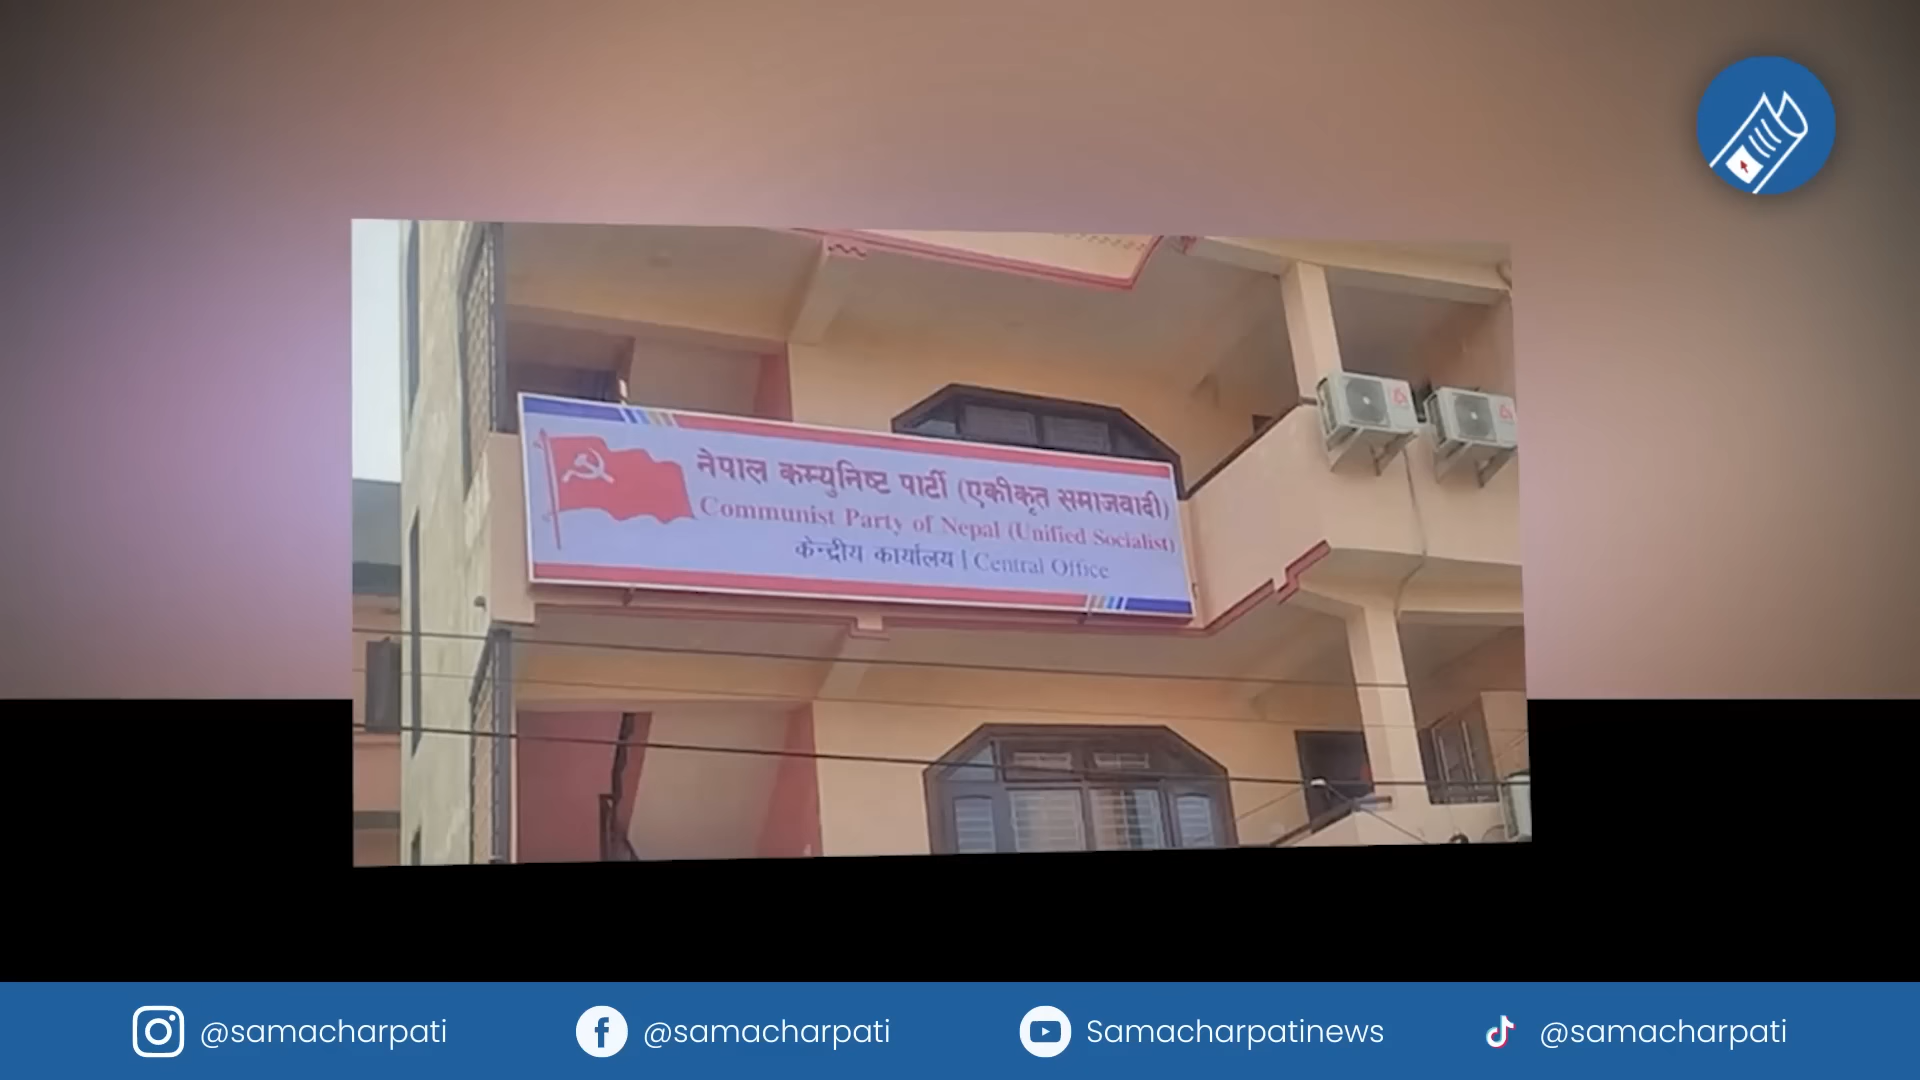 नेपाल कम्युनिष्ट पार्टी (एकीकृत समाजवादी)
Communist Party of Nepal (Unified Socialist)
केन्द्रीय कार्यालय | Central Office
@samacharpati
@samacharpati
Samacharpatinews
@samacharpati